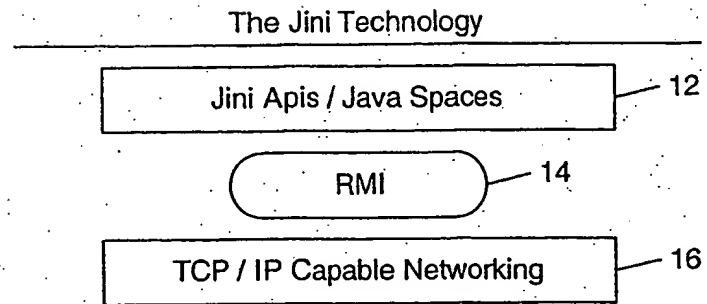 The Jini Technology
Jini Apis / Java Spaces
12
RMI
14
TCP / IP Capable Networking
16